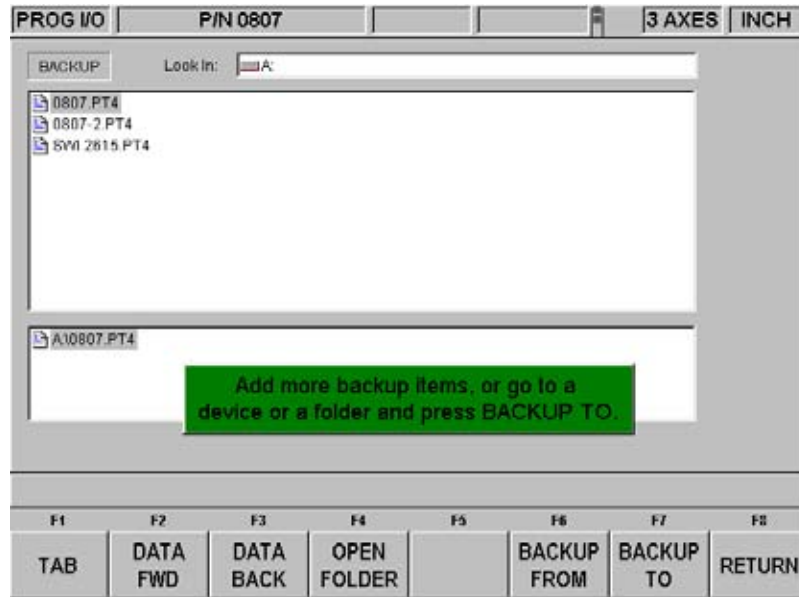 PROG I/O P/N 0807 3 AXES INCH
BACKUP Look In: A:
0807.PT4
0807-2.PT4
SWI 2615.PT4
A:\0807.PT4
Add more backup items, or go to a
device or a folder and press BACKUP TO.
F1 F2 F3 F4 F5 F6 F7 F8
TAB DATA FWD DATA BACK OPEN FOLDER BACKUP FROM BACKUP TO RETURN